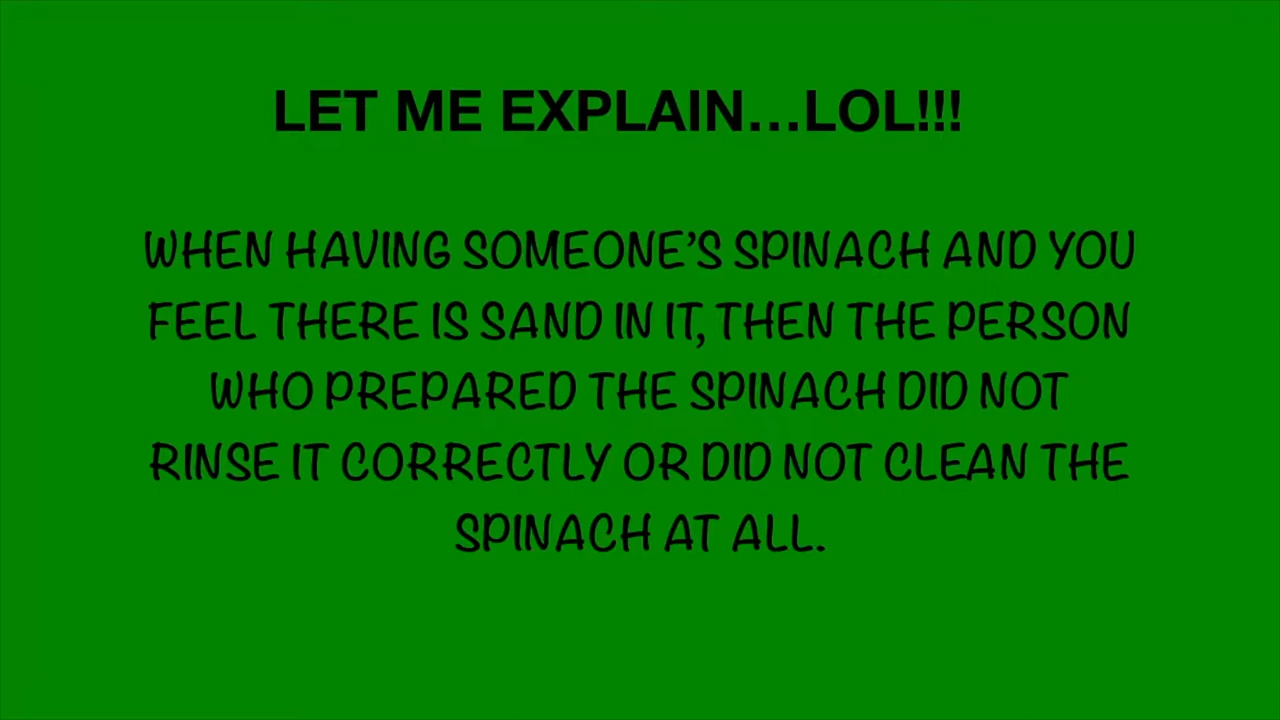 LET ME EXPLAIN...LOL!!!
WHEN HAVING SOMEONE'S SPINACH AND YOU
FEEL THERE IS SAND IN IT, THEN THE PERSON
WHO PREPARED THE SPINACH DID NOT
RINSE IT CORRECTLY OR DID NOT CLEAN THE
SPINACH AT ALL.